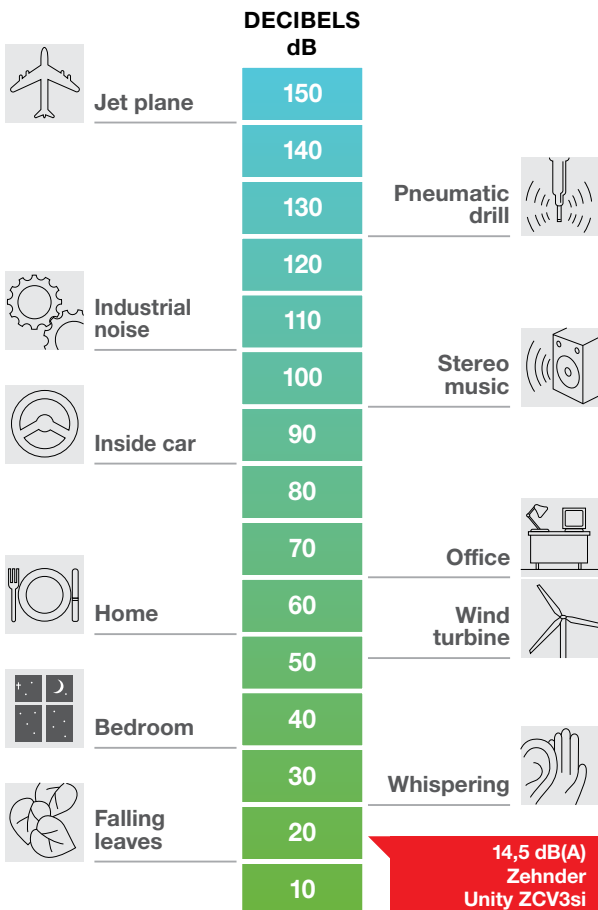 DECIBELS
dB
Jet plane
150
140
130
Pneumatic
drill
120
Industrial
noise
110
100
Stereo
music
Inside car
90
80
70
Office
Home
60
Wind
turbine
50
Bedroom
40
30
Whispering
Falling
leaves
20
10
14,5 dB(A)
Zehnder
Unity ZCV3si